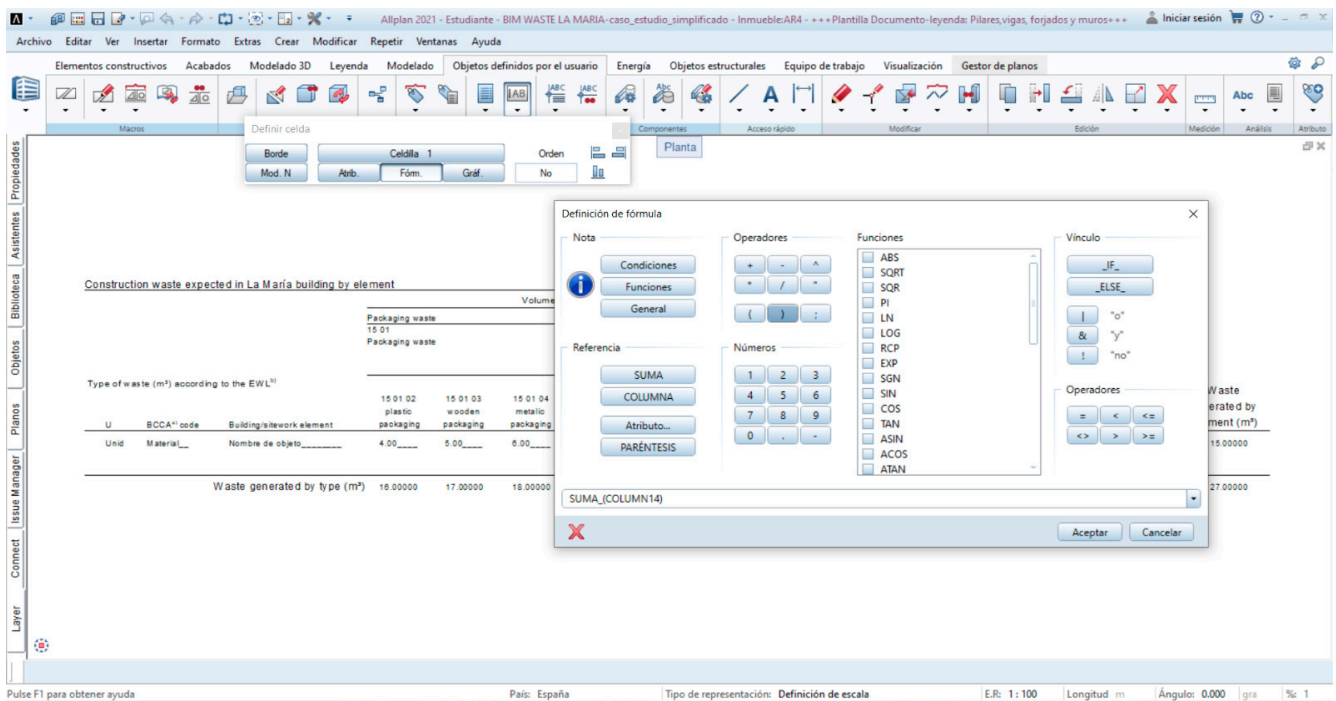 Allplan 2021 - Estudiante - BIM WASTE LA MARIA-caso_estudio_simplificado - Inmueble:AR4 - +++Plantilla Documento-leyenda: Pilares,vigas, forjados y muros+++
Iniciar sesión
Archivo Editar Ver Insertar Formato Extras Crear Modificar Repetir Ventanas Ayuda
Elementos constructivos Acabados Modelado 3D Leyenda Modelado Objetos definidos por el usuario Energía Objetos estructurales Equipo de trabajo Visualización Gestor de planos
Macros Componentes Acceso rápido Modificar Edición Medición Análisis Atributo
Definir celda
Borde Celdilla 1 Orden
Mod. N Atrib. Fórm. Gráf. No
Planta
Propiedades
Asistentes
Biblioteca
Objetos
Planos
Issue Manager
Connect
Layer
Construction waste expected in La María building by element
Volume
Packaging waste
15 01
Packaging waste
Type of waste (m³) according to the EWL
15 01 02 15 01 03 15 01 04
plastic wooden metalic
U BCCA code Building/sitework element packaging packaging packaging
Unid Material__ Nombre de objeto________ 4.00____ 5.00____ 6.00____
Waste generated by type (m³) 16.00000 17.00000 18.00000
Waste
erated by
ment (m³)
15.00000
27.00000
Definición de fórmula
Nota
Condiciones
Funciones
General
Referencia
SUMA
COLUMNA
Atributo...
PARÉNTESIS
Operadores
+ - ^
* / "
( ) ;
Números
1 2 3
4 5 6
7 8 9
0 . -
Funciones
ABS
SQRT
SQR
PI
LN
LOG
RCP
EXP
SGN
SIN
COS
TAN
ASIN
ACOS
ATAN
Vínculo
_IF_
_ELSE_
| "o"
& "y"
! "no"
Operadores
= < <=
<> > >=
SUMA_(COLUMN14)
Aceptar Cancelar
Pulse F1 para obtener ayuda País: España Tipo de representación: Definición de escala E.R: 1 : 100 Longitud m Ángulo: 0.000 gra %: 1